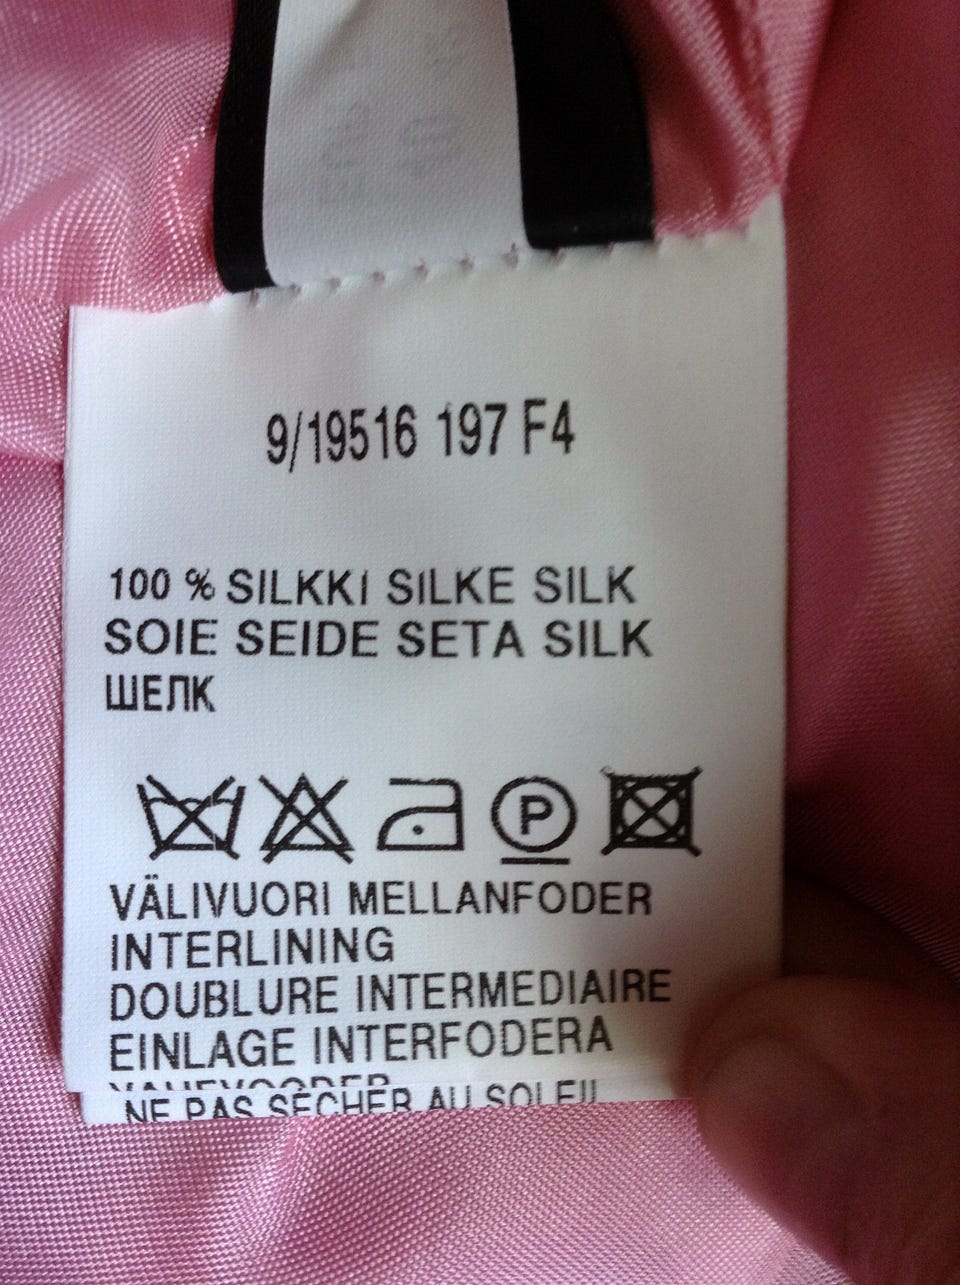 9/19516 197 F4
100 % SILKKI SILKE SILK
SOIE SEIDE SETA SILK
ШЕЛК
P
VÄLIVUORI MELLANFODER
INTERLINING
DOUBLURE INTERMEDIAIRE
EINLAGE INTERFODERA
NE PAS SÉCHER AU SOLEIL